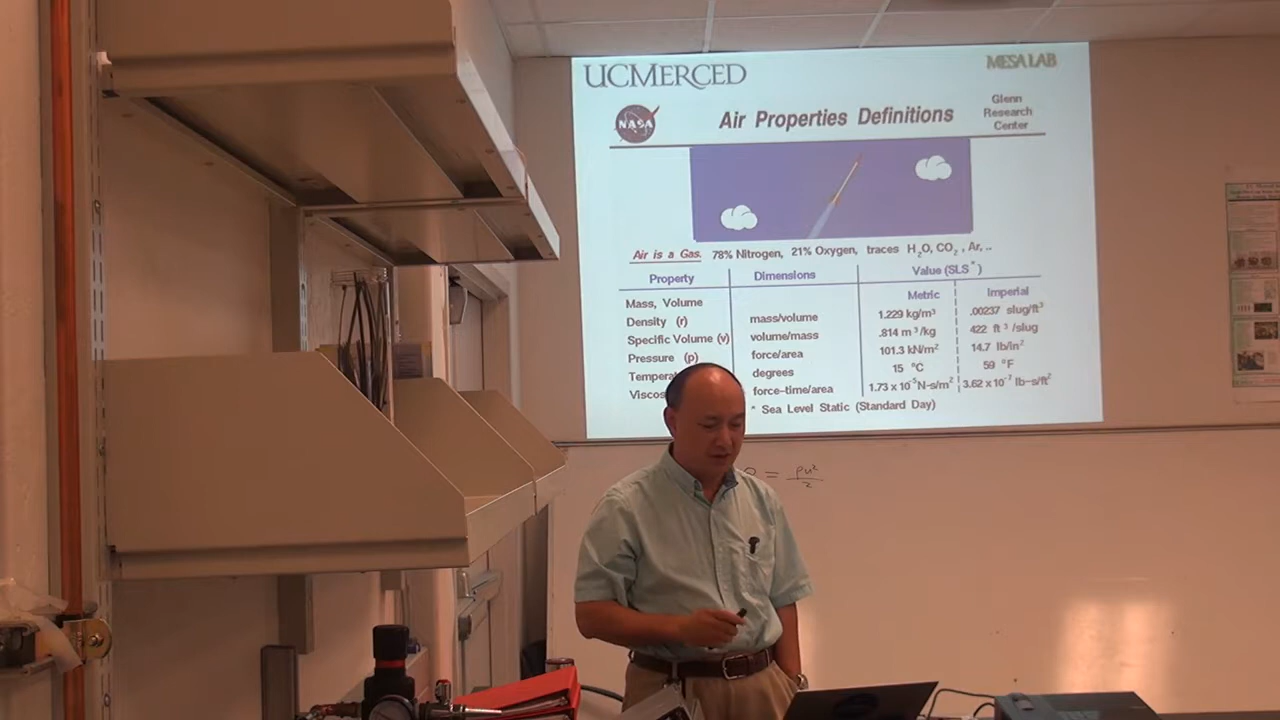 UCMERCED
MESA LAB
NASA
Air Properties Definitions
Glenn
Research
Center
Air is a Gas. 78% Nitrogen, 21% Oxygen, traces H₂O, CO₂, Ar, ..
Property Dimensions Value (SLS*)
Metric Imperial
Mass, Volume
Density (r) mass/volume 1.229 kg/m³ .00237 slug/ft³
Specific Volume (v) volume/mass .814 m³/kg 422 ft³/slug
Pressure (p) force/area 101.3 kN/m² 14.7 lb/in²
degrees 15 °C 59 °F
force-time/area 1.73 x 10⁻⁵ N-s/m² 3.62 x 10⁻⁷ lb-s/ft²
* Sea Level Static (Standard Day)
= ρu²/2